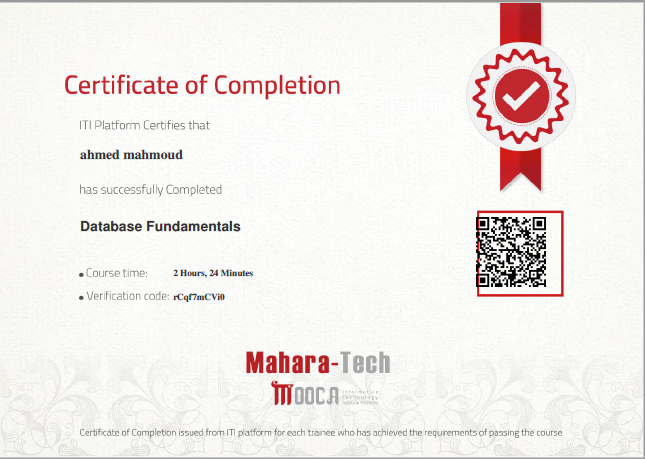 Certificate of Completion
ITI Platform Certifies that
ahmed mahmoud
has successfully Completed
Database Fundamentals
Course time: 2 Hours, 24 Minutes
Verification code: rCqf7mCVi0
Mahara-Tech
MOOCA
Information
Technology
Certificate of Completion issued from ITI platform for each trainee who has achieved the requirements of passing the course